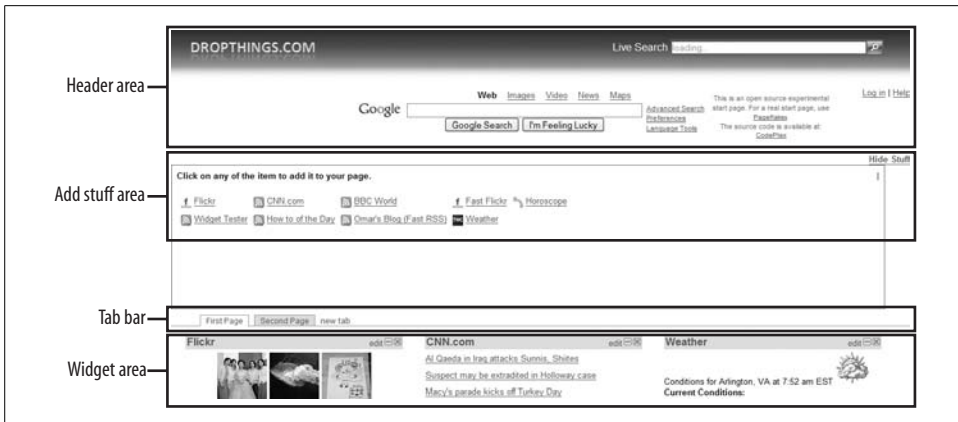 DROPTHINGS.COM
Live Search loading...
Header area
Web Images Video News Maps
Google
Google Search I'm Feeling Lucky
Advanced Search
Preferences
Language Tools
This is an open source experimental
start page. For a real start page, use
Pageflakes
The source code is available at:
CodePlex
Log in | Help
Hide Stuff
Add stuff area
Click on any of the item to add it to your page.
Flickr CNN.com BBC World Fast Flickr Horoscope
Widget Tester How to of the Day Omar's Blog (Fast RSS) Weather
Tab bar
First Page Second Page new tab
Widget area
Flickr edit
CNN.com edit
Al Qaeda in Iraq attacks Sunnis, Shiites
Suspect may be extradited in Holloway case
Macy's parade kicks off Turkey Day
Weather edit
Conditions for Arlington, VA at 7:52 am EST
Current Conditions: